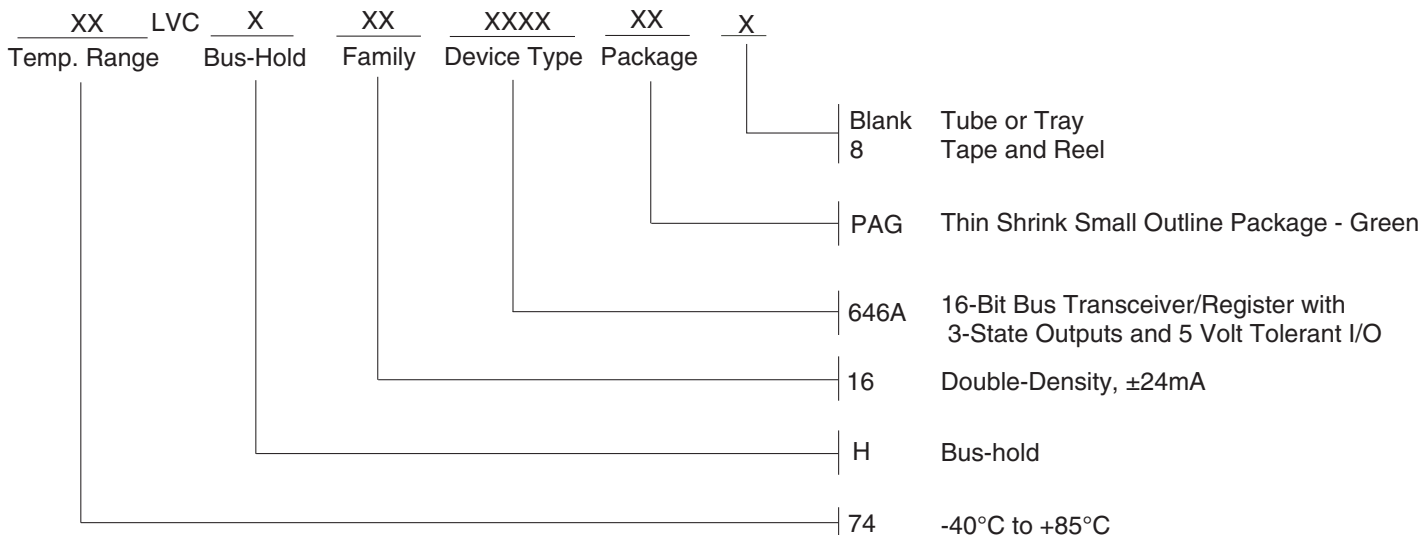 XX LVC X XX XXXX XX X
Temp. Range Bus-Hold Family Device Type Package
Blank Tube or Tray
8 Tape and Reel
PAG Thin Shrink Small Outline Package - Green
646A 16-Bit Bus Transceiver/Register with
3-State Outputs and 5 Volt Tolerant I/O
16 Double-Density, ±24mA
H Bus-hold
74 -40°C to +85°C